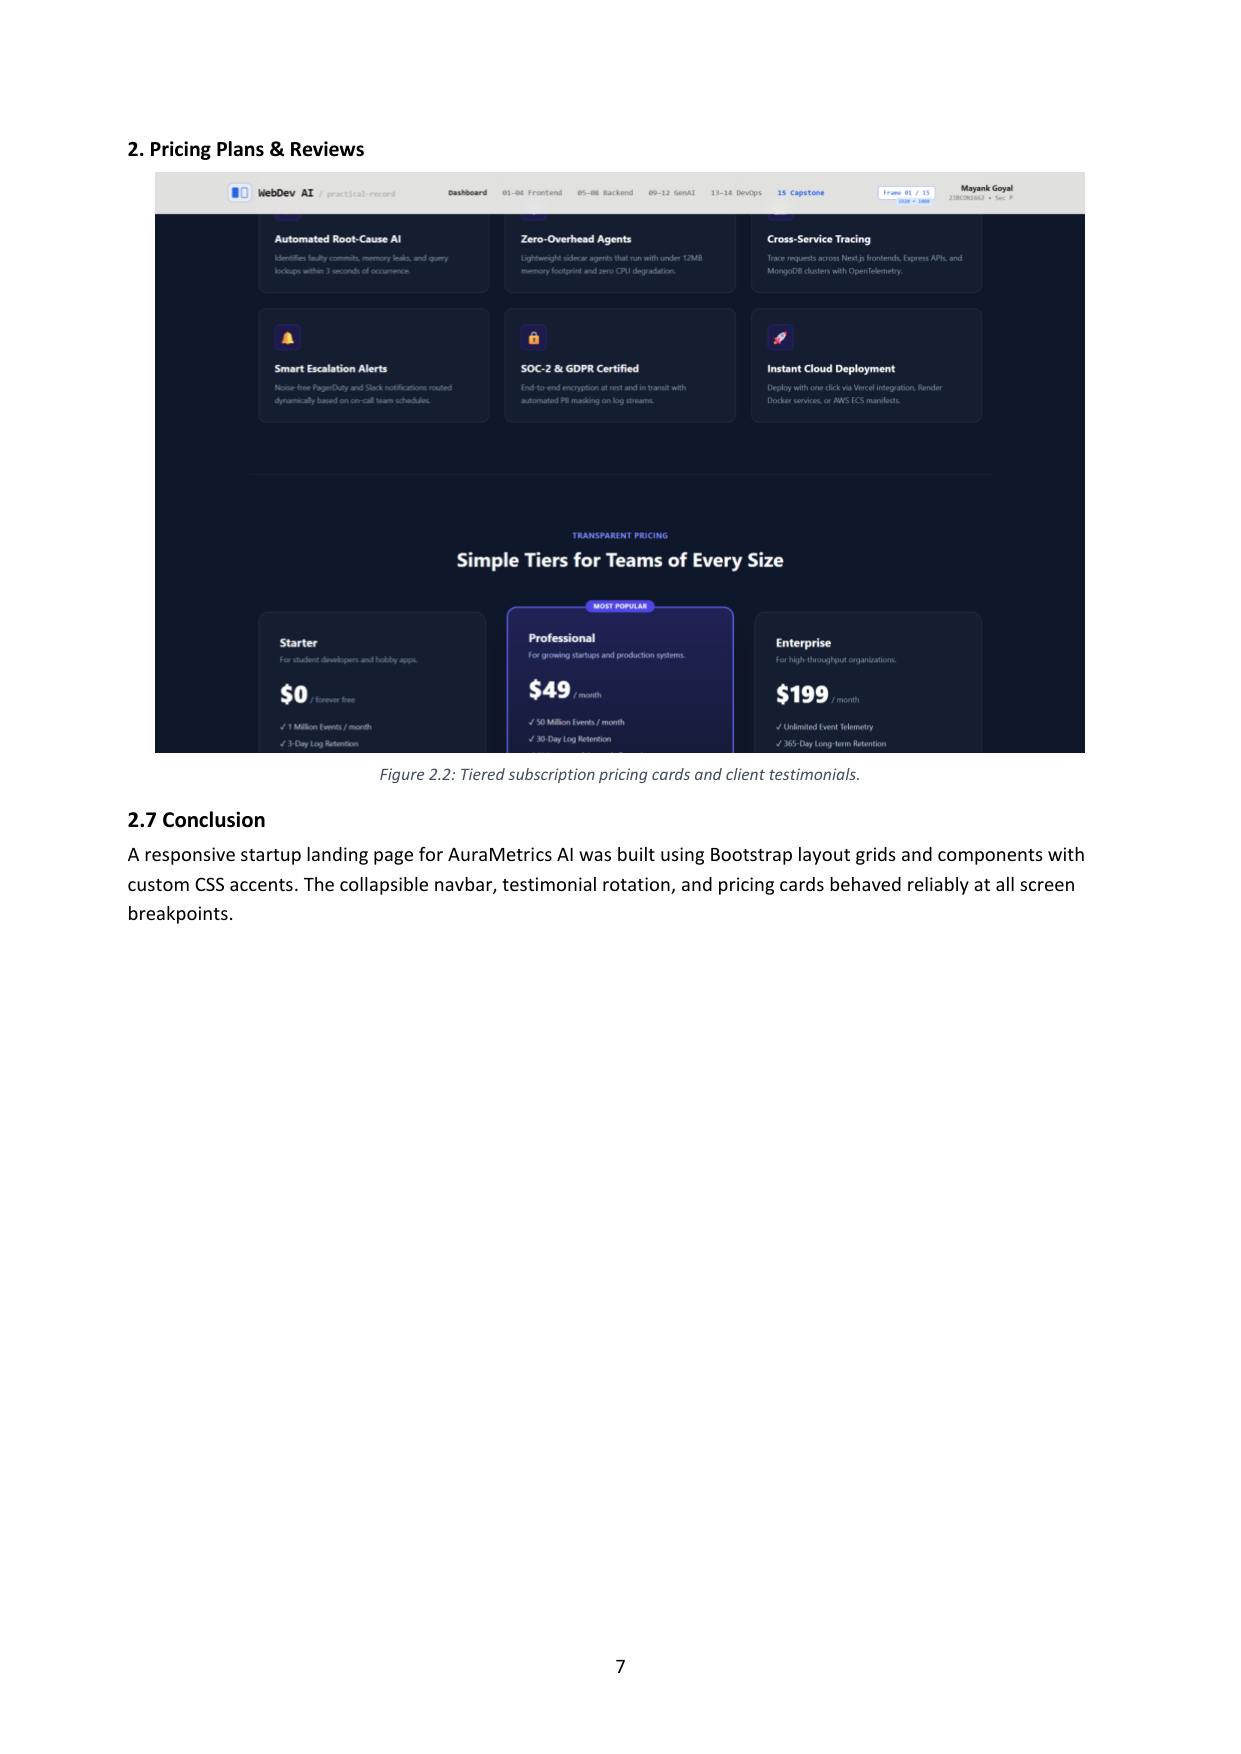 2. Pricing Plans & Reviews
WebDev AI / practical-record
Dashboard 01–04 Frontend 05–08 Backend 09–12 GenAI 13–14 DevOps 15 Capstone
Frame 01 / 15
Mayank Goyal
Automated Root-Cause AI
Identifies faulty commits, memory leaks, and query
lockups within 3 seconds of occurrence.
Zero-Overhead Agents
Lightweight sidecar agents that run with under 12MB
memory footprint and zero CPU degradation.
Cross-Service Tracing
Trace requests across Next.js frontends, Express APIs, and
MongoDB clusters with OpenTelemetry.
Smart Escalation Alerts
Noise-free PagerDuty and Slack notifications routed
dynamically based on on-call team schedules.
SOC-2 & GDPR Certified
End-to-end encryption at rest and in transit with
automated PII masking on log streams.
Instant Cloud Deployment
Deploy with one click via Vercel integration, Render
Docker services, or AWS ECS manifests.
TRANSPARENT PRICING
Simple Tiers for Teams of Every Size
Starter
For student developers and hobby apps.
$0 / forever free
✓ 1 Million Events / month
✓ 3-Day Log Retention
MOST POPULAR
Professional
For growing startups and production systems.
$49 / month
✓ 50 Million Events / month
✓ 30-Day Log Retention
Enterprise
For high-throughput organizations.
$199 / month
✓ Unlimited Event Telemetry
✓ 365-Day Long-term Retention
Figure 2.2: Tiered subscription pricing cards and client testimonials.
2.7 Conclusion
A responsive startup landing page for AuraMetrics AI was built using Bootstrap layout grids and components with
custom CSS accents. The collapsible navbar, testimonial rotation, and pricing cards behaved reliably at all screen
breakpoints.
7